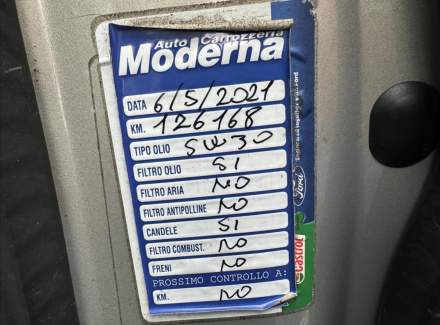 Auto Carrozzeria
Moderna
DATA 6/5/2021
KM. 126168
TIPO OLIO 5W30
FILTRO OLIO SI
FILTRO ARIA NO
FILTRO ANTIPOLLINE NO
CANDELE SI
FILTRO COMBUST. NO
FRENI NO
PROSSIMO CONTROLLO A:
KM. NO
Ford
Castrol